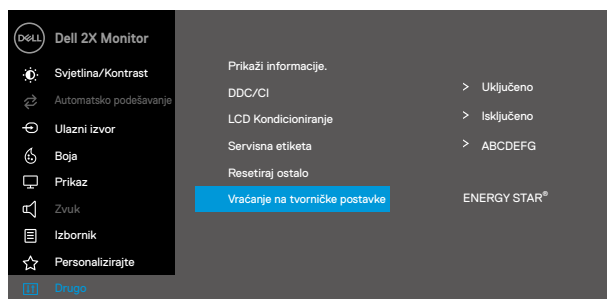 DELL Dell 2X Monitor
Svjetlina/Kontrast
Automatsko podešavanje
Ulazni izvor
Boja
Prikaz
Zvuk
Izbornik
Personalizirajte
Drugo
Prikaži informacije.
DDC/CI > Uključeno
LCD Kondicioniranje > Isključeno
Servisna etiketa > ABCDEFG
Resetiraj ostalo
Vraćanje na tvorničke postavke ENERGY STAR®